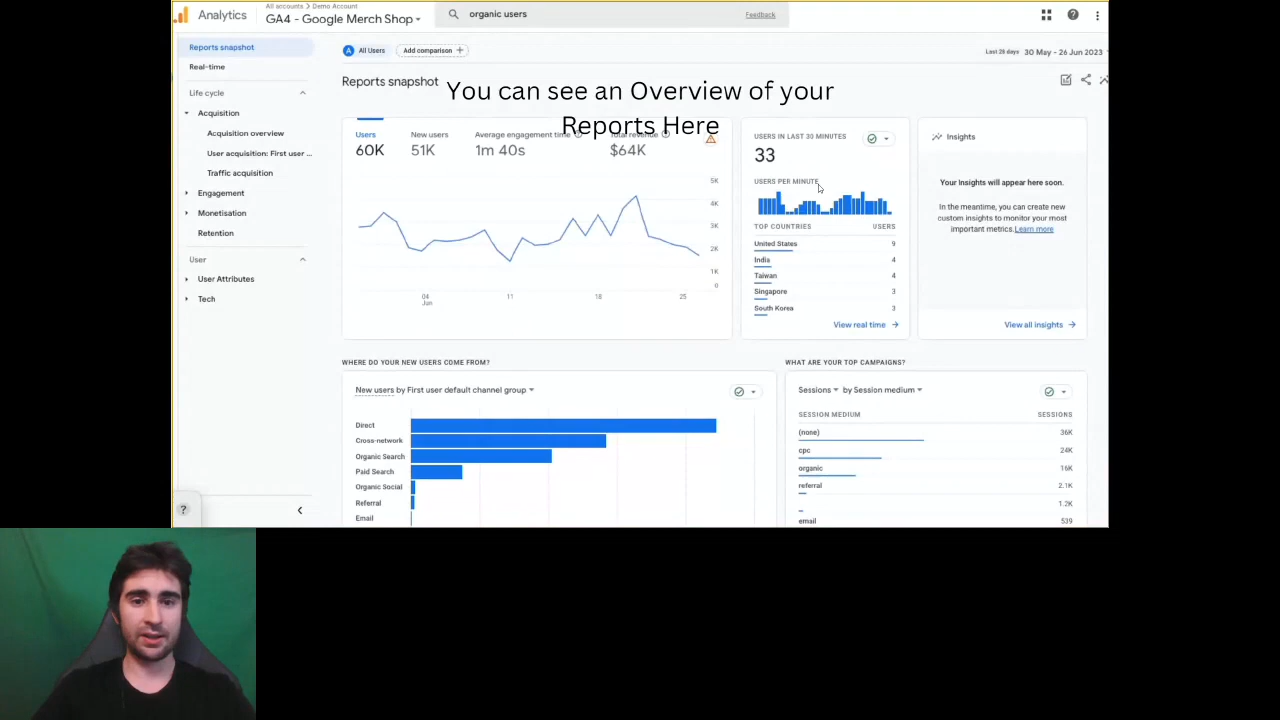 Analytics
All accounts > Demo Account
GA4 - Google Merch Shop
organic users
Feedback
Reports snapshot
Real-time
Life cycle
Acquisition
Acquisition overview
User acquisition: First user ...
Traffic acquisition
Engagement
Monetisation
Retention
User
User Attributes
Tech
A All Users
Add comparison +
Last 28 days 30 May - 26 Jun 2023
Reports snapshot
You can see an Overview of your
Reports Here
Users
60K
New users
51K
Average engagement time
1m 40s
Total revenue
$64K
5K
4K
3K
2K
1K
0
04
Jun
11
18
25
USERS IN LAST 30 MINUTES
33
USERS PER MINUTE
TOP COUNTRIES USERS
United States 9
India 4
Taiwan 4
Singapore 3
South Korea 3
View real time
Insights
Your Insights will appear here soon.
In the meantime, you can create new
custom insights to monitor your most
important metrics. Learn more
View all insights
WHERE DO YOUR NEW USERS COME FROM?
New users by First user default channel group
Direct
Cross-network
Organic Search
Paid Search
Organic Social
Referral
Email
WHAT ARE YOUR TOP CAMPAIGNS?
Sessions by Session medium
SESSION MEDIUM SESSIONS
(none) 36K
cpc 24K
organic 16K
referral 2.1K
1.2K
email 539
?